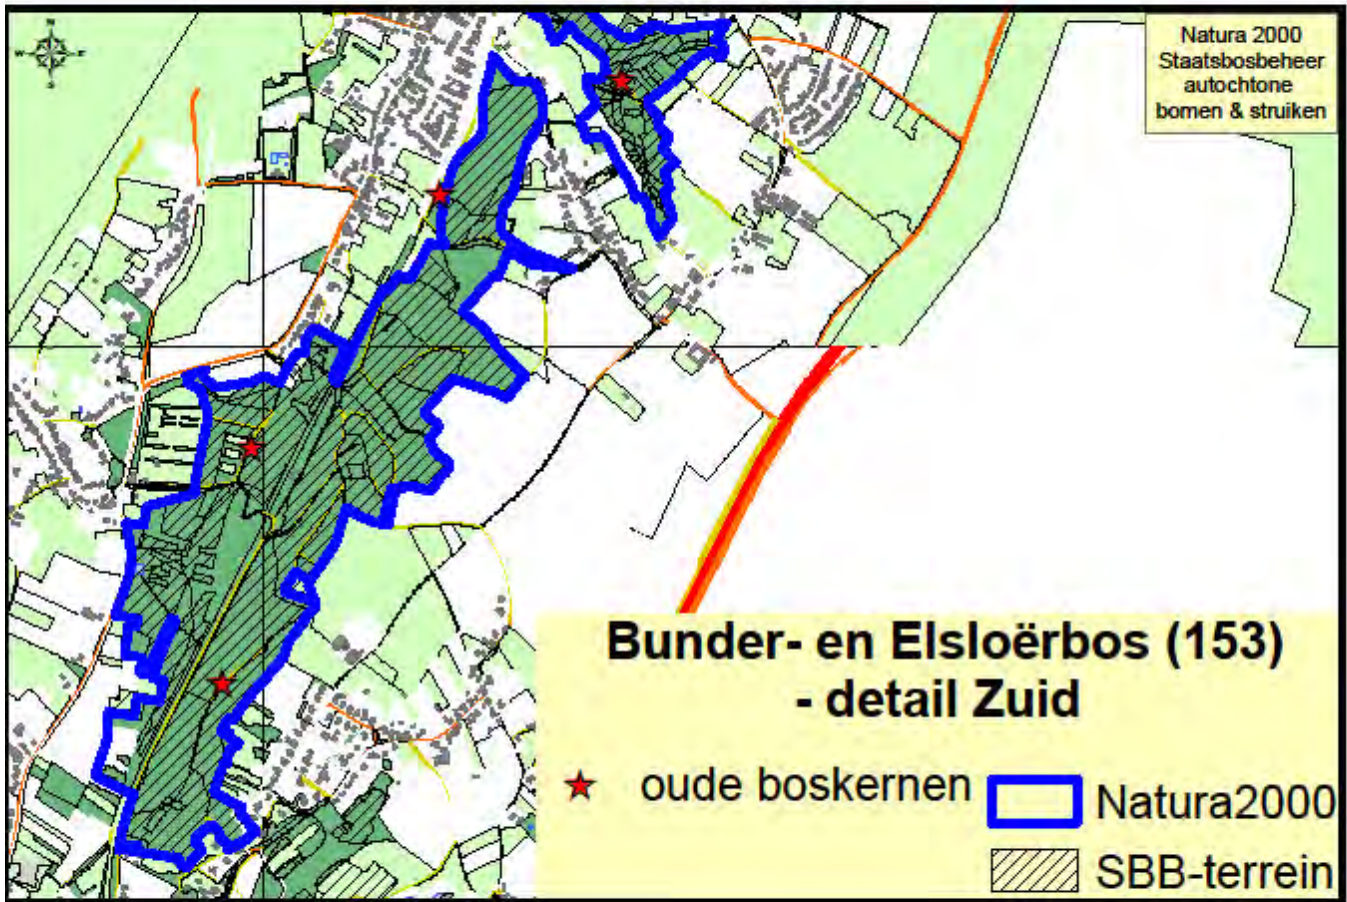 N
W
E
S
Natura 2000
Staatsbosbeheer
autochtone
bomen & struiken
Bunder- en Elsloërbos (153)
- detail Zuid
oude boskernen
Natura2000
SBB-terrein